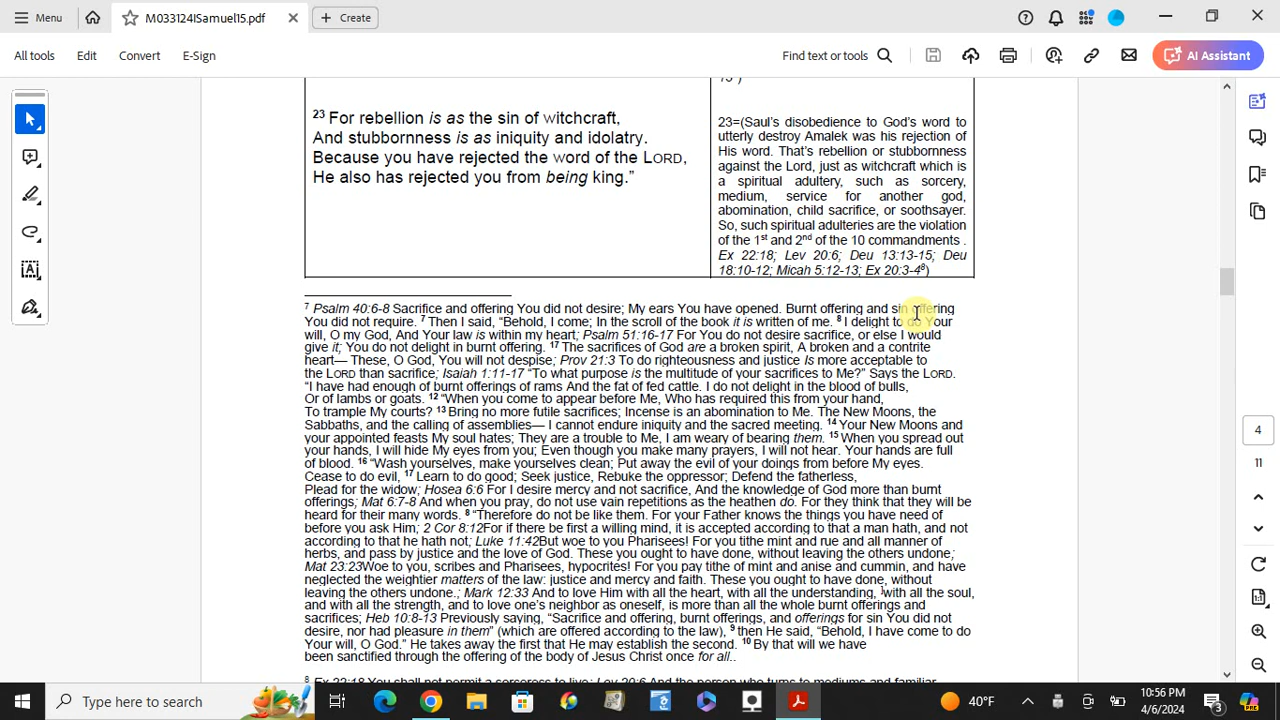 Menu
M033124ISamuel15.pdf
Create
All tools
Edit
Convert
E-Sign
Find text or tools
AI Assistant
23 For rebellion is as the sin of witchcraft,
And stubbornness is as iniquity and idolatry.
Because you have rejected the word of the LORD,
He also has rejected you from being king.”
23=(Saul’s disobedience to God’s word to
utterly destroy Amalek was his rejection of
His word. That’s rebellion or stubbornness
against the Lord, just as witchcraft which is
a spiritual adultery, such as sorcery,
medium, service for another god,
abomination, child sacrifice, or soothsayer.
So, such spiritual adulteries are the violation
of the 1st and 2nd of the 10 commandments .
Ex 22:18; Lev 20:6; Deu 13:13-15; Deu
18:10-12; Micah 5:12-13; Ex 20:3-4⁸)
⁷ Psalm 40:6-8 Sacrifice and offering You did not desire; My ears You have opened. Burnt offering and sin offering
You did not require. ⁷ Then I said, “Behold, I come; In the scroll of the book it is written of me. ⁸ I delight to do Your
will, O my God, And Your law is within my heart; Psalm 51:16-17 For You do not desire sacrifice, or else I would
give it; You do not delight in burnt offering. ¹⁷ The sacrifices of God are a broken spirit, A broken and a contrite
heart— These, O God, You will not despise; Prov 21:3 To do righteousness and justice Is more acceptable to
the LORD than sacrifice; Isaiah 1:11-17 “To what purpose is the multitude of your sacrifices to Me?” Says the LORD.
“I have had enough of burnt offerings of rams And the fat of fed cattle. I do not delight in the blood of bulls,
Or of lambs or goats. ¹² “When you come to appear before Me, Who has required this from your hand,
To trample My courts? ¹³ Bring no more futile sacrifices; Incense is an abomination to Me. The New Moons, the
Sabbaths, and the calling of assemblies— I cannot endure iniquity and the sacred meeting. ¹⁴ Your New Moons and
your appointed feasts My soul hates; They are a trouble to Me, I am weary of bearing them. ¹⁵ When you spread out
your hands, I will hide My eyes from you; Even though you make many prayers, I will not hear. Your hands are full
of blood. ¹⁶ “Wash yourselves, make yourselves clean; Put away the evil of your doings from before My eyes.
Cease to do evil, ¹⁷ Learn to do good; Seek justice, Rebuke the oppressor; Defend the fatherless,
Plead for the widow; Hosea 6:6 For I desire mercy and not sacrifice, And the knowledge of God more than burnt
offerings; Mat 6:7-8 And when you pray, do not use vain repetitions as the heathen do. For they think that they will be
heard for their many words. ⁸ “Therefore do not be like them. For your Father knows the things you have need of
before you ask Him; 2 Cor 8:12For if there be first a willing mind, it is accepted according to that a man hath, and not
according to that he hath not; Luke 11:42But woe to you Pharisees! For you tithe mint and rue and all manner of
herbs, and pass by justice and the love of God. These you ought to have done, without leaving the others undone;
Mat 23:23Woe to you, scribes and Pharisees, hypocrites! For you pay tithe of mint and anise and cummin, and have
neglected the weightier matters of the law: justice and mercy and faith. These you ought to have done, without
leaving the others undone.; Mark 12:33 And to love Him with all the heart, with all the understanding, with all the soul,
and with all the strength, and to love one’s neighbor as oneself, is more than all the whole burnt offerings and
sacrifices; Heb 10:8-13 Previously saying, “Sacrifice and offering, burnt offerings, and offerings for sin You did not
desire, nor had pleasure in them” (which are offered according to the law), ⁹ then He said, “Behold, I have come to do
Your will, O God.” He takes away the first that He may establish the second. ¹⁰ By that will we have
been sanctified through the offering of the body of Jesus Christ once for all..
⁸ Ex 22:18 You shall not permit a sorceress to live; Lev 20:6 And the person who turns to mediums and familiar
4
11
Type here to search
40°F
10:56 PM
4/6/2024
3